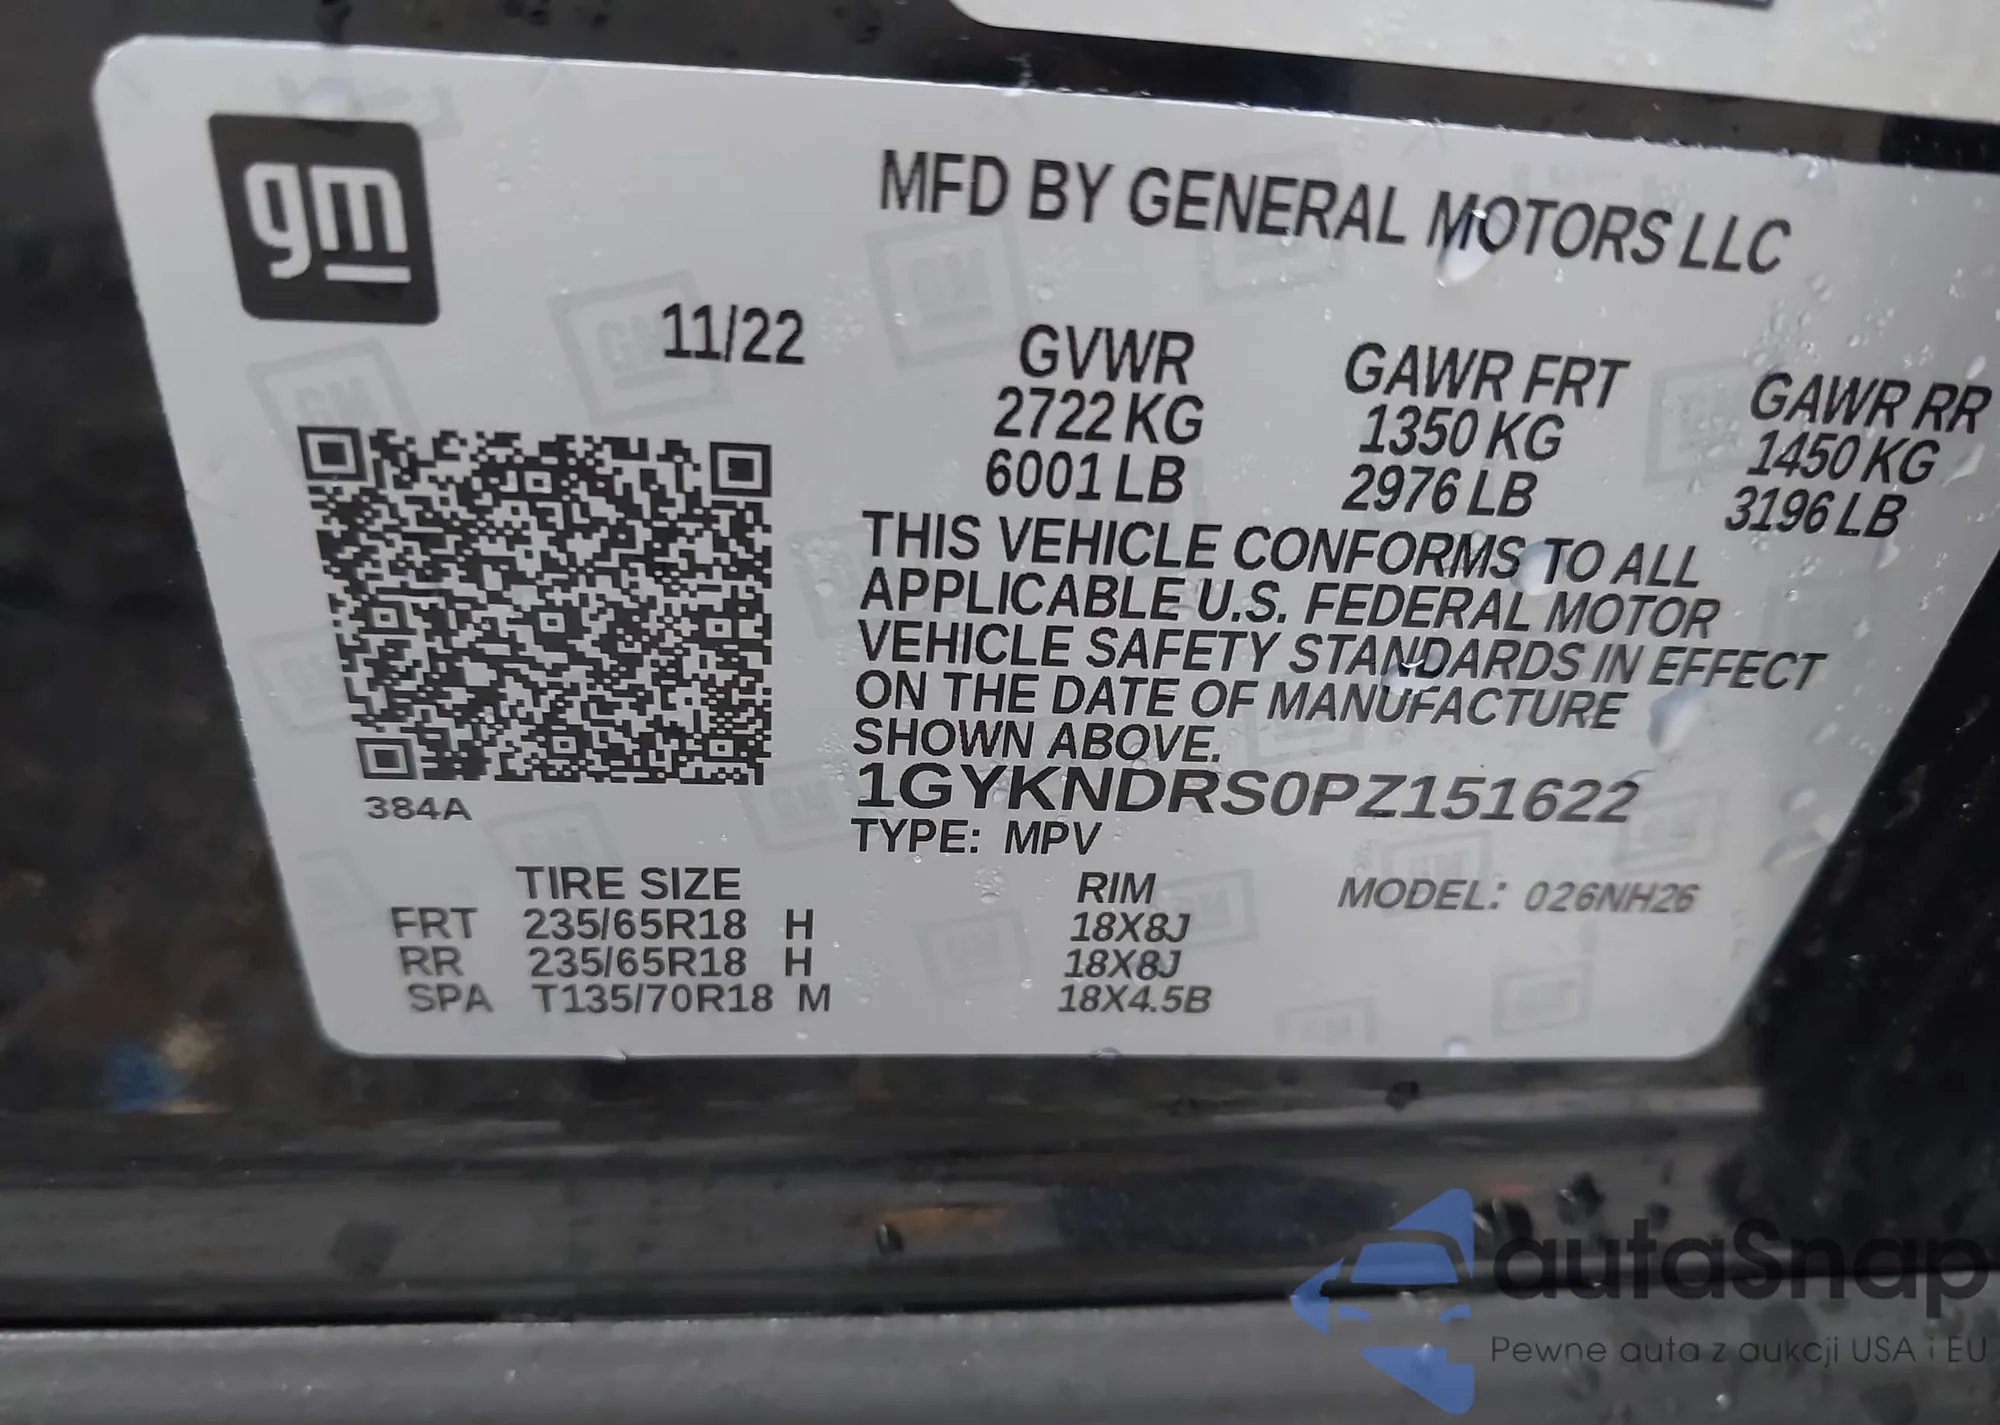 gm
MFD BY GENERAL MOTORS LLC
11/22
GVWR GAWR FRT GAWR RR
2722 KG 1350 KG 1450 KG
6001 LB 2976 LB 3196 LB
THIS VEHICLE CONFORMS TO ALL
APPLICABLE U.S. FEDERAL MOTOR
VEHICLE SAFETY STANDARDS IN EFFECT
ON THE DATE OF MANUFACTURE
SHOWN ABOVE.
1GYKNDRS0PZ151622
384A
TYPE: MPV
TIRE SIZE RIM MODEL: 026NH26
FRT 235/65R18 H 18X8J
RR 235/65R18 H 18X8J
SPA T135/70R18 M 18X4.5B
autaSnap
Pewne auta z aukcji USA i EU